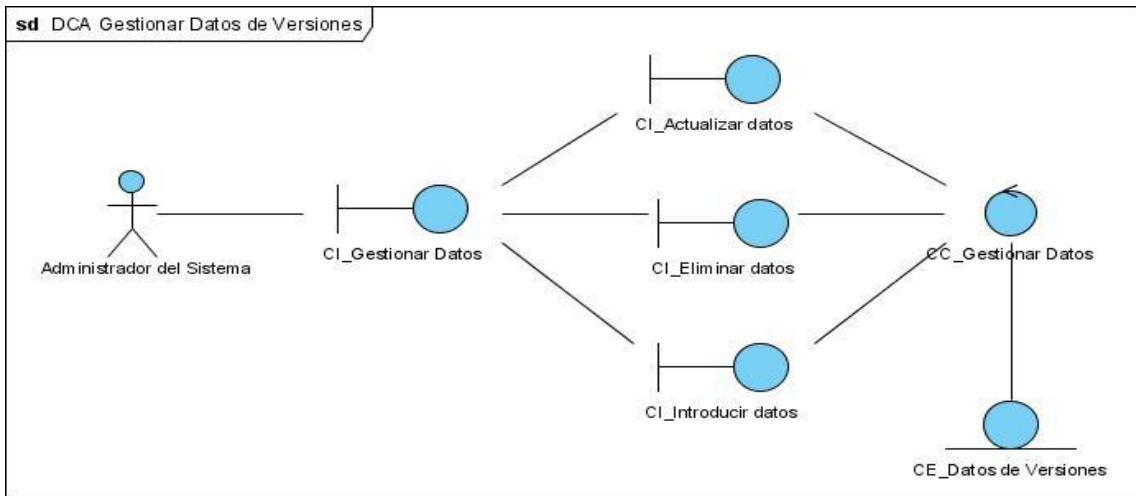 sd DCA Gestionar Datos de Versiones
CI_Actualizar datos
Administrador del Sistema
CI_Gestionar Datos
CI_Eliminar datos
CC_Gestionar Datos
CI_Introducir datos
CE_Datos de Versiones